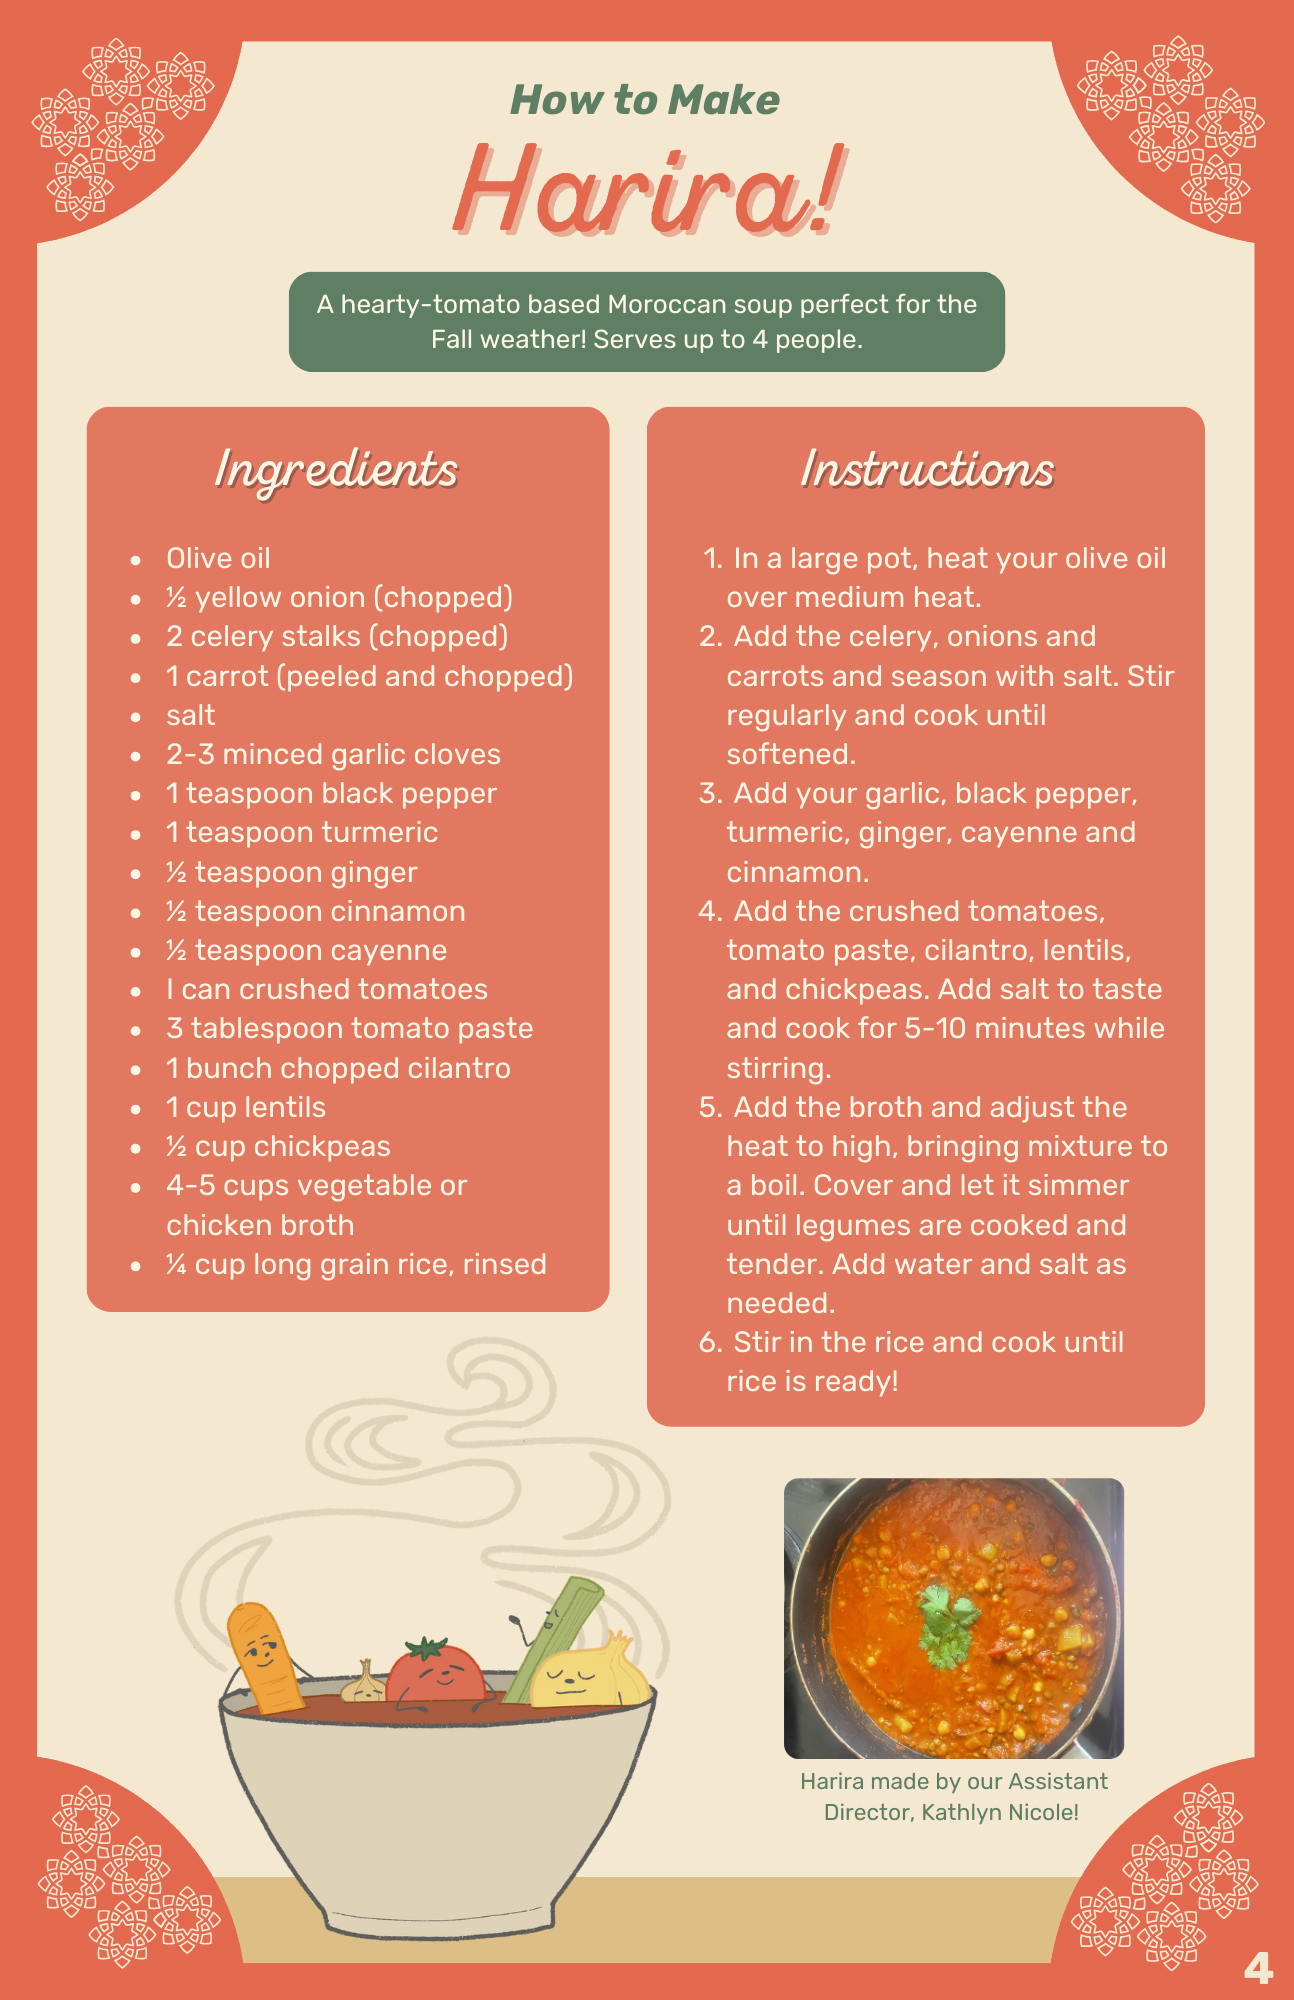 How to Make
Harira!
A hearty-tomato based Moroccan soup perfect for the
Fall weather! Serves up to 4 people.
Ingredients
• Olive oil
• ½ yellow onion (chopped)
• 2 celery stalks (chopped)
• 1 carrot (peeled and chopped)
• salt
• 2-3 minced garlic cloves
• 1 teaspoon black pepper
• 1 teaspoon turmeric
• ½ teaspoon ginger
• ½ teaspoon cinnamon
• ½ teaspoon cayenne
• I can crushed tomatoes
• 3 tablespoon tomato paste
• 1 bunch chopped cilantro
• 1 cup lentils
• ½ cup chickpeas
• 4-5 cups vegetable or
chicken broth
• ¼ cup long grain rice, rinsed
Instructions
1. In a large pot, heat your olive oil
over medium heat.
2. Add the celery, onions and
carrots and season with salt. Stir
regularly and cook until
softened.
3. Add your garlic, black pepper,
turmeric, ginger, cayenne and
cinnamon.
4. Add the crushed tomatoes,
tomato paste, cilantro, lentils,
and chickpeas. Add salt to taste
and cook for 5-10 minutes while
stirring.
5. Add the broth and adjust the
heat to high, bringing mixture to
a boil. Cover and let it simmer
until legumes are cooked and
tender. Add water and salt as
needed.
6. Stir in the rice and cook until
rice is ready!
Harira made by our Assistant
Director, Kathlyn Nicole!
4